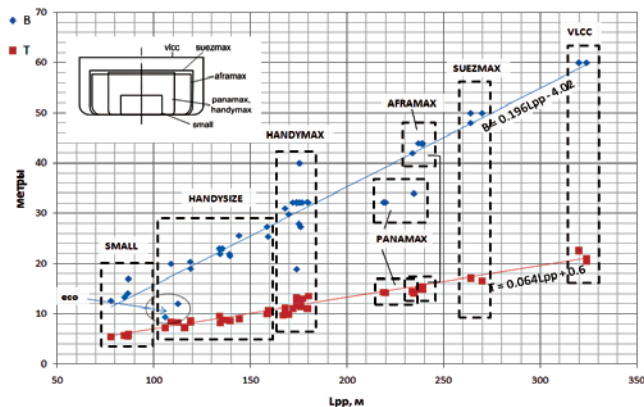 B
T
vlcc
suezmax
aframax
panamax,
handymax
small
VLCC
SUEZMAX
AFRAMAX
HANDYMAX
HANDYSIZE
PANAMAX
SMALL
eco
B = 0.196Lpp - 4.02
T = 0.064Lpp + 0.6
метры
70
60
50
40
30
20
10
0
50 100 150 200 250 300 350
Lpp, м